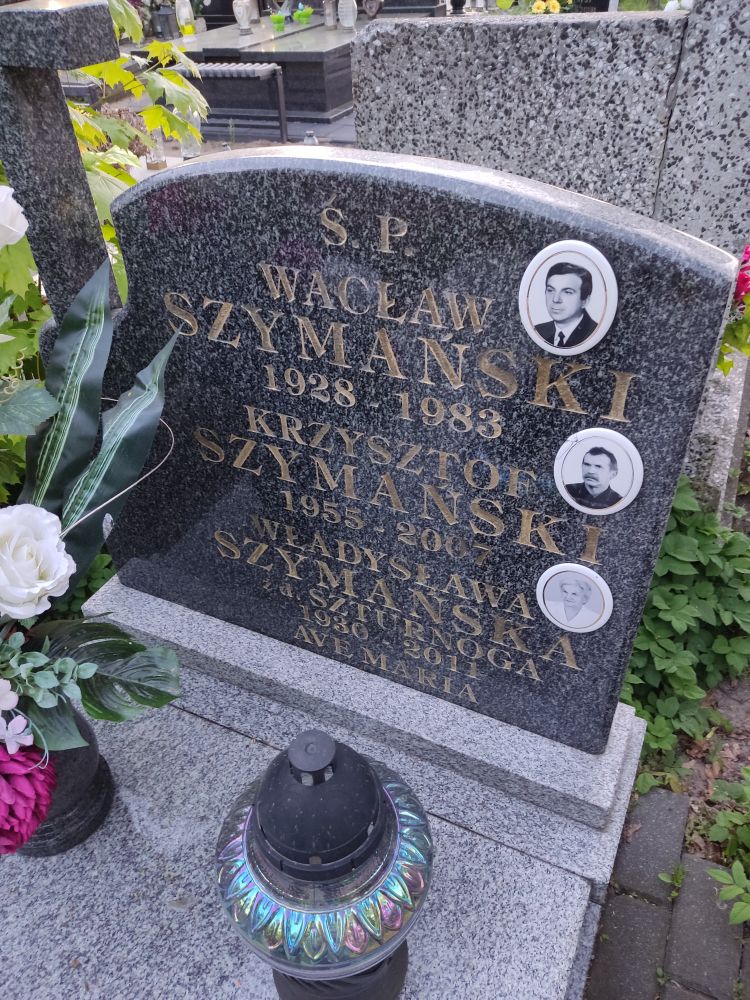 Ś. P.
WACŁAW
SZYMAŃSKI
1928 - 1983
KRZYSZTOF
SZYMAŃSKI
1955 - 2007
WŁADYSŁAWA
SZYMAŃSKA
SZTURNOGA
1930 - 2011
AVE MARIA